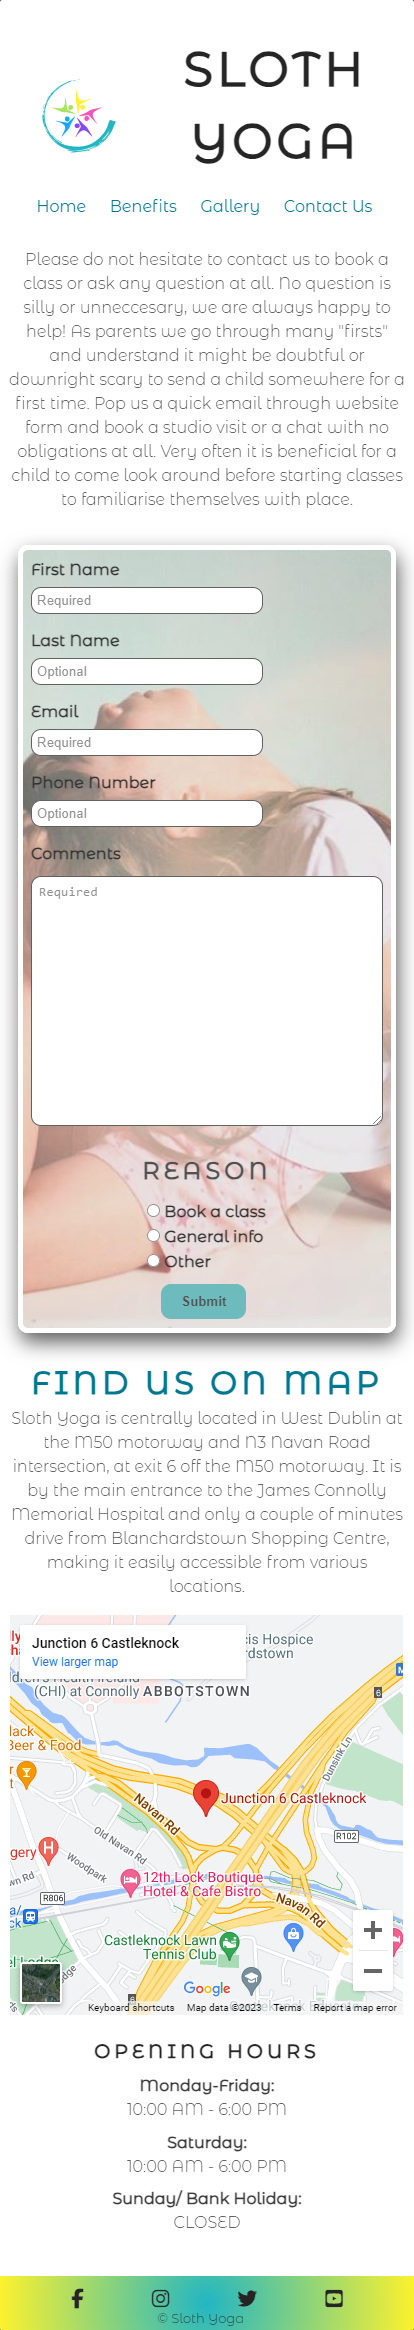 SLOTH
YOGA
Home Benefits Gallery Contact Us
Please do not hesitate to contact us to book a
class or ask any question at all. No question is
silly or unneccesary, we are always happy to
help! As parents we go through many "firsts"
and understand it might be doubtful or
downright scary to send a child somewhere for a
first time. Pop us a quick email through website
form and book a studio visit or a chat with no
obligations at all. Very often it is beneficial for a
child to come look around before starting classes
to familiarise themselves with place.
First Name
Required
Last Name
Optional
Email
Required
Phone Number
Optional
Comments
Required
REASON
Book a class
General info
Other
Submit
FIND US ON MAP
Sloth Yoga is centrally located in West Dublin at
the M50 motorway and N3 Navan Road
intersection, at exit 6 off the M50 motorway. It is
by the main entrance to the James Connolly
Memorial Hospital and only a couple of minutes
drive from Blanchardstown Shopping Centre,
making it easily accessible from various
locations.
Junction 6 Castleknock
View larger map
cis Hospice
rdstown
(CHI) at Connolly
ABBOTSTOWN
6
lack
Beer & Food
Dunsink Ln
Junction 6 Castleknock
Navan Rd
Old Navan Rd
R102
gery
Woodpark
wn Rd
R806
12th Lock Boutique
Hotel & Cafe Bistro
Navan Rd
Castleknock Lawn
Tennis Club
Google
6
Keyboard shortcuts Map data ©2023 Terms Report a map error
OPENING HOURS
Monday-Friday:
10:00 AM - 6:00 PM
Saturday:
10:00 AM - 6:00 PM
Sunday/ Bank Holiday:
CLOSED
© Sloth Yoga